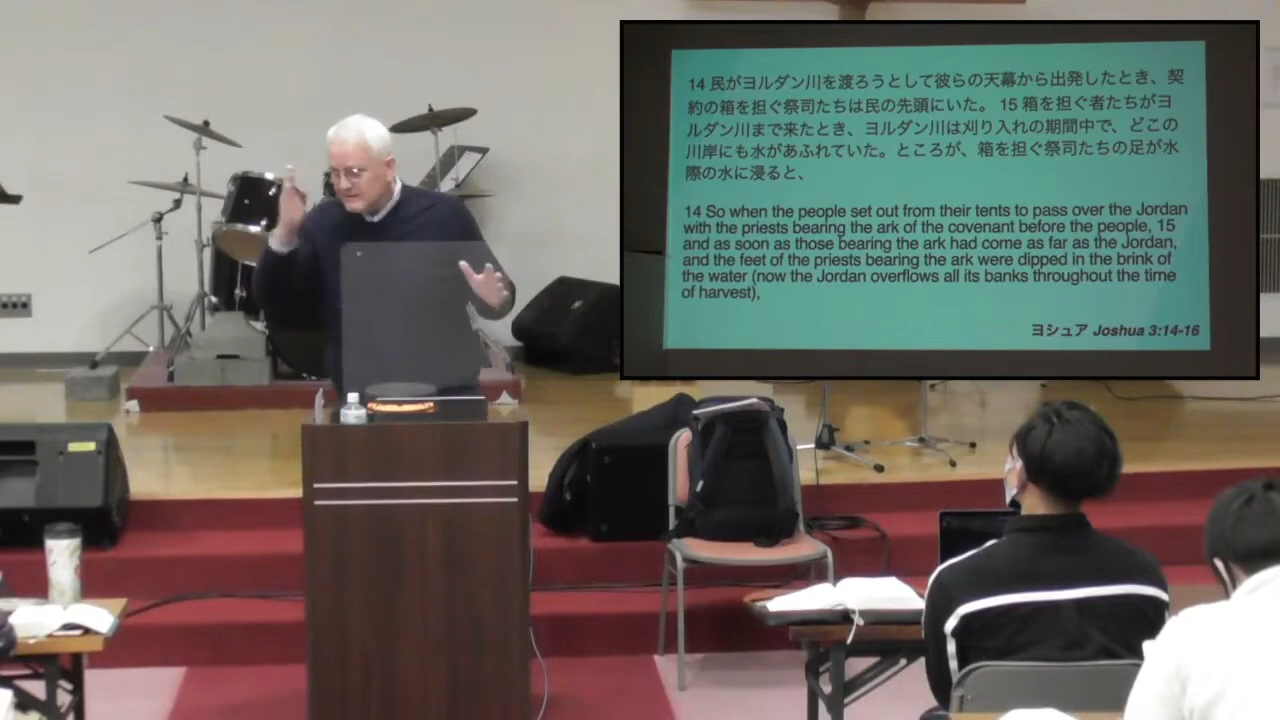 14 民がヨルダン川を渡ろうとして彼らの天幕から出発したとき、契
約の箱を担ぐ祭司たちは民の先頭にいた。 15 箱を担ぐ者たちがヨ
ルダン川まで来たとき、ヨルダン川は刈り入れの期間中で、どこの
川岸にも水があふれていた。ところが、箱を担ぐ祭司たちの足が水
際の水に浸ると、
14 So when the people set out from their tents to pass over the Jordan
with the priests bearing the ark of the covenant before the people, 15
and as soon as those bearing the ark had come as far as the Jordan,
and the feet of the priests bearing the ark were dipped in the brink of
the water (now the Jordan overflows all its banks throughout the time
of harvest),
ヨシュア Joshua 3:14-16